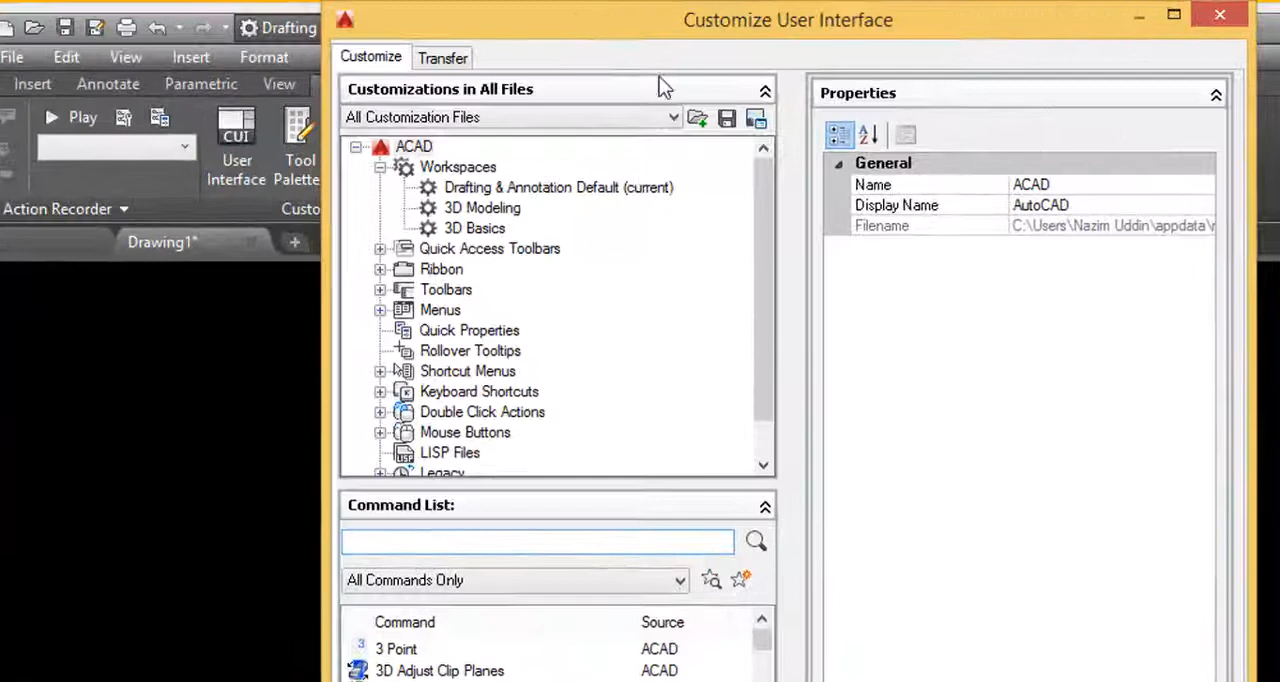 Drafting
File Edit View Insert Format
Insert Annotate Parametric View
Play
CUI
User
Interface
Tool
Palette
Action Recorder
Custo
Drawing1*
Customize User Interface
Customize Transfer
Customizations in All Files
All Customization Files
ACAD
Workspaces
Drafting & Annotation Default (current)
3D Modeling
3D Basics
Quick Access Toolbars
Ribbon
Toolbars
Menus
Quick Properties
Rollover Tooltips
Shortcut Menus
Keyboard Shortcuts
Double Click Actions
Mouse Buttons
LISP Files
Legacy
Command List:
All Commands Only
Command Source
3 Point ACAD
3D Adjust Clip Planes ACAD
Properties
General
Name ACAD
Display Name AutoCAD
Filename C:\Users\Nazim Uddin\appdata\r